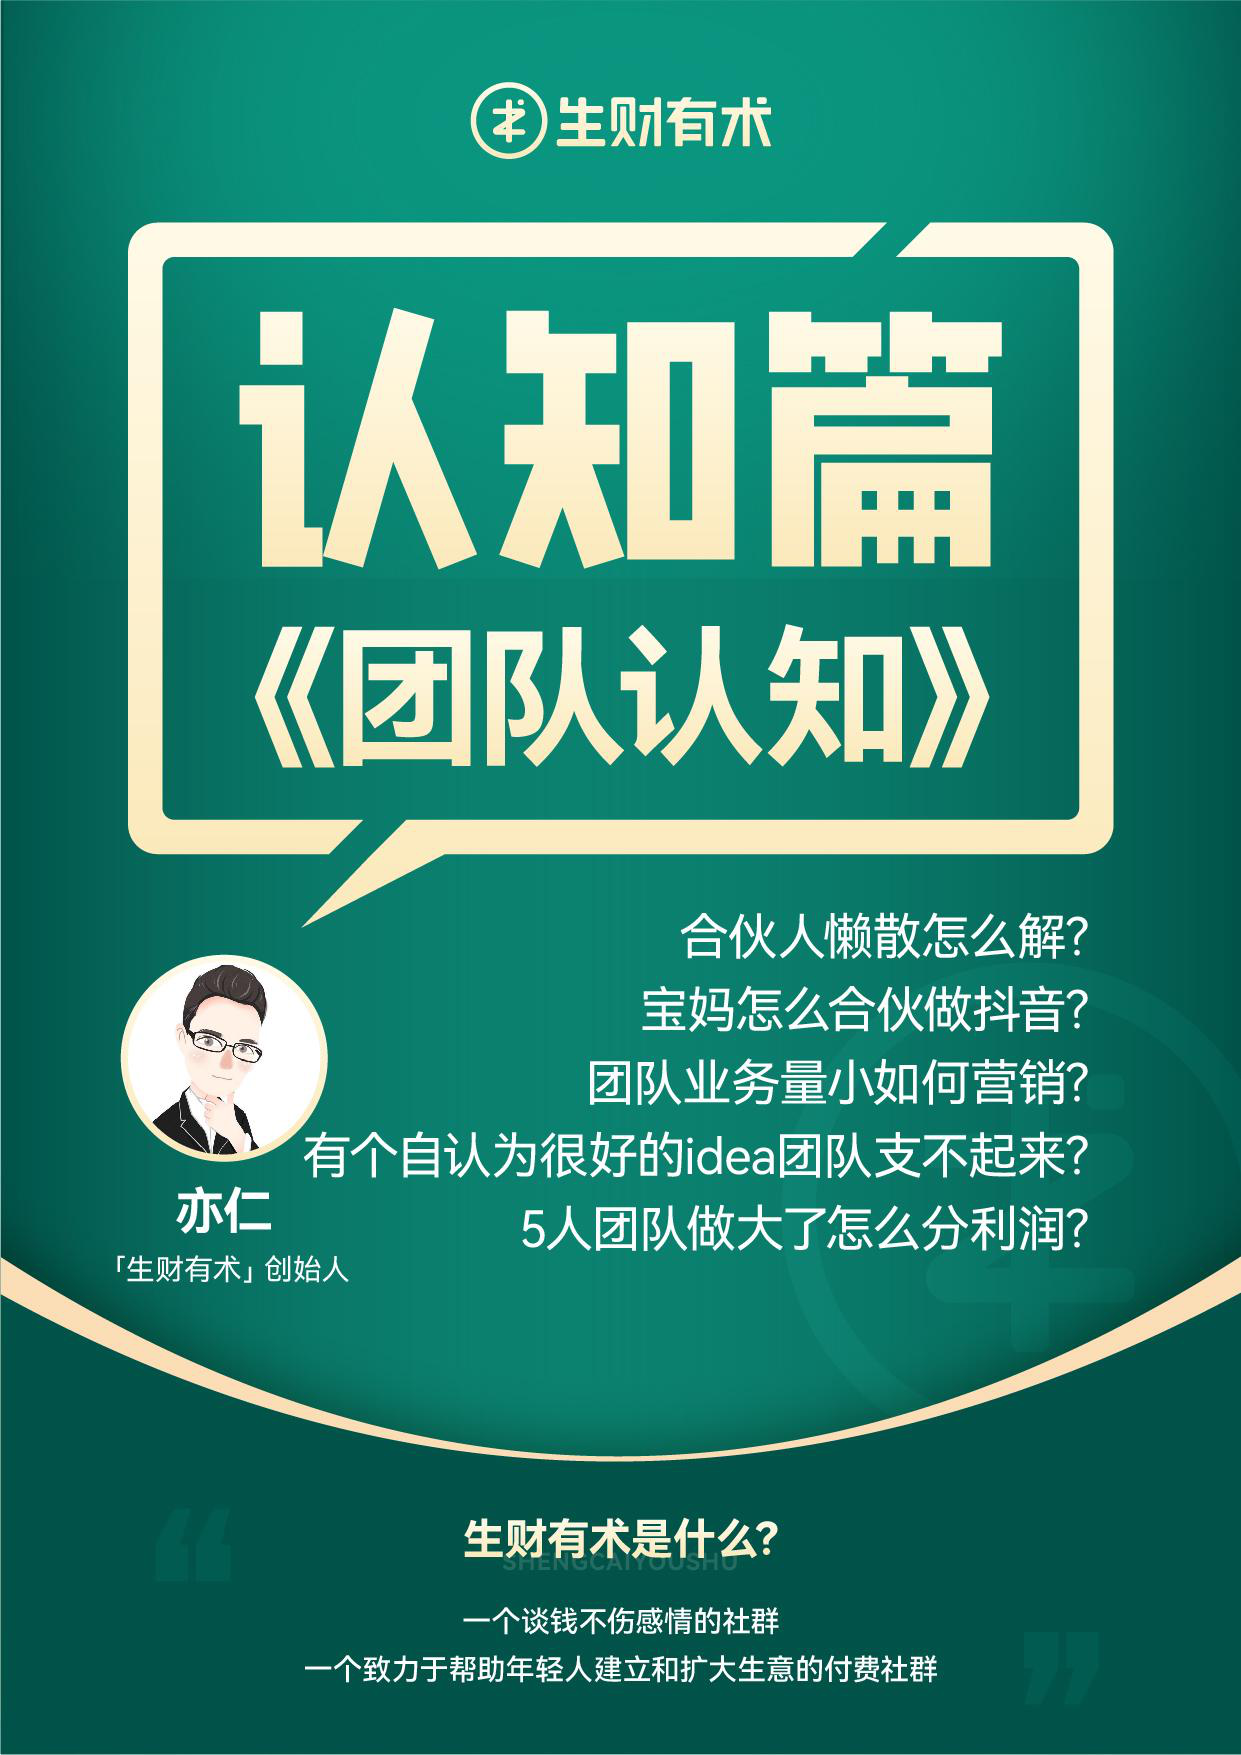 生财有术
认知篇
《团队认知》
合伙人懒散怎么解?
宝妈怎么合伙做抖音?
团队业务量小如何营销?
有个自认为很好的idea团队支不起来?
5人团队做大了怎么分利润?
亦仁
「生财有术」创始人
生财有术是什么?
SHENGCAIYOUSHU
一个谈钱不伤感情的社群
一个致力于帮助年轻人建立和扩大生意的付费社群